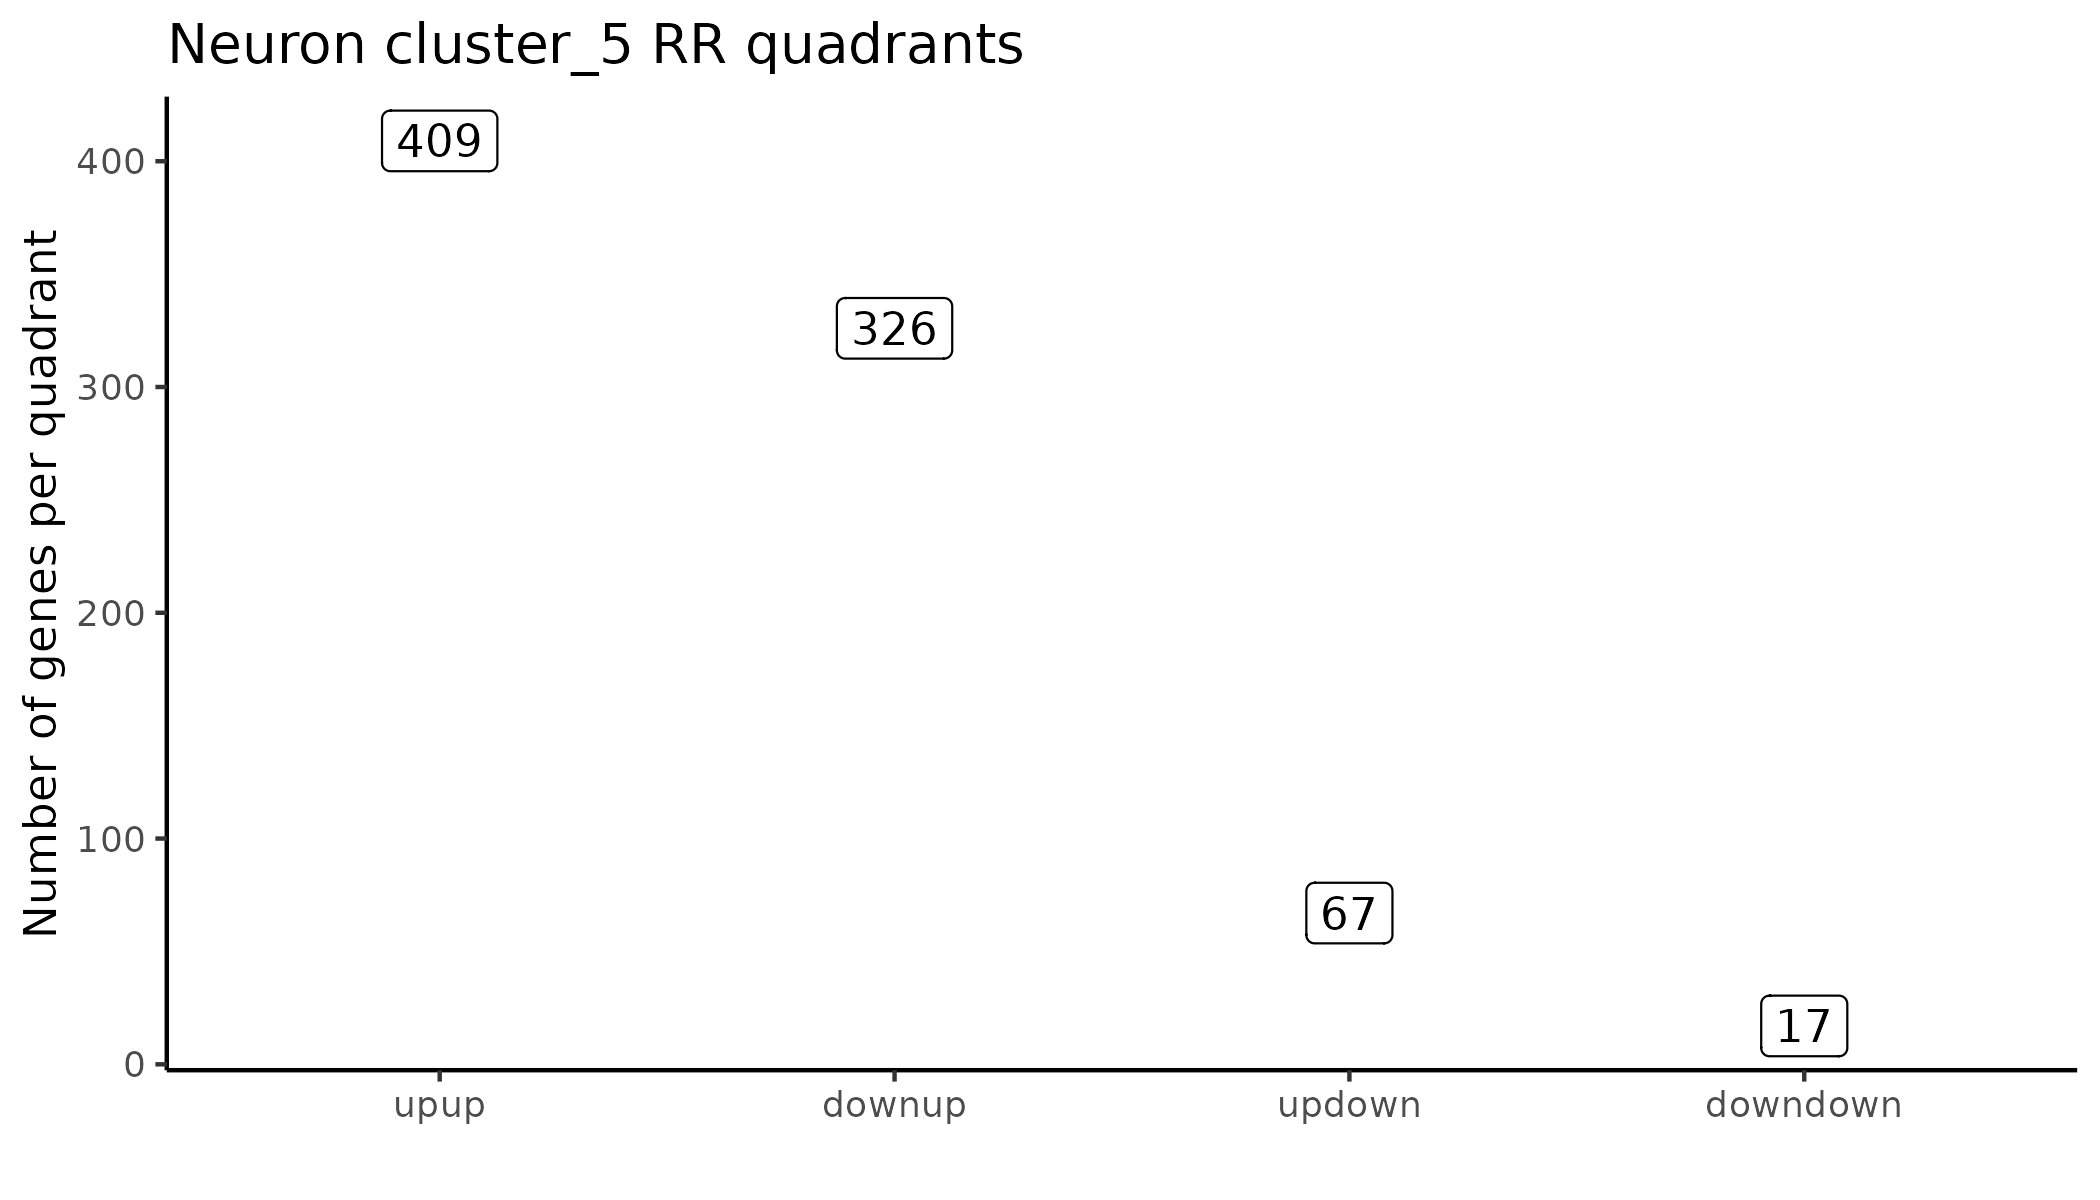 Neuron cluster_5 RR quadrants
Number of genes per quadrant
400
300
200
100
0
409
326
67
17
upup
downup
updown
downdown